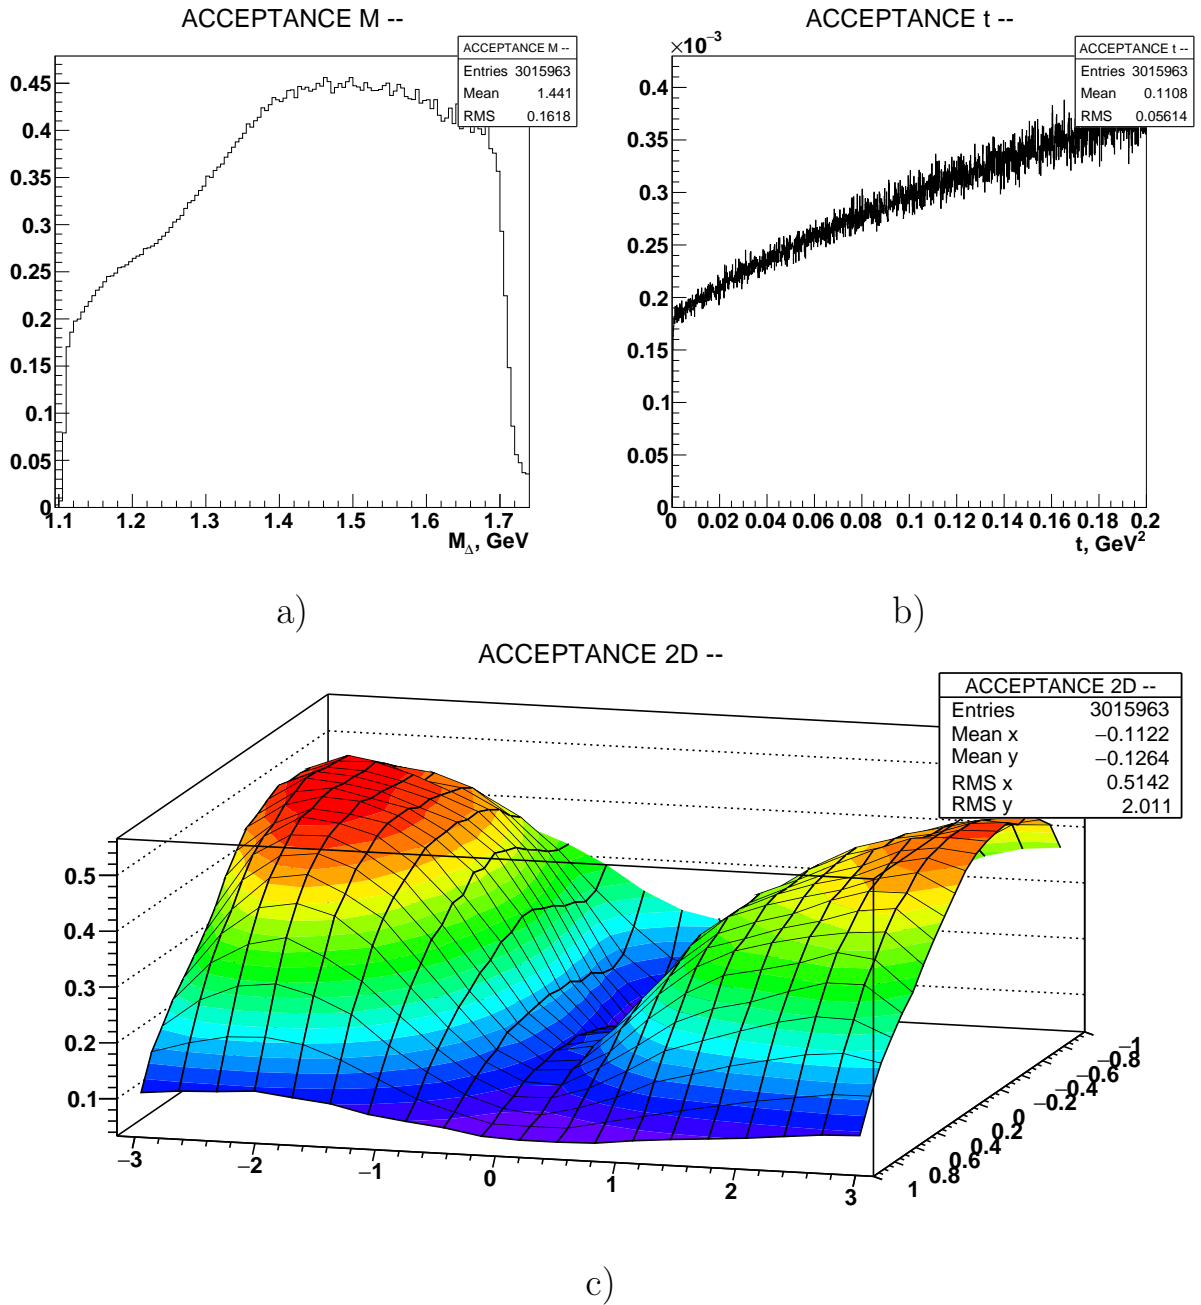 ACCEPTANCE M --
ACCEPTANCE M --
Entries 3015963
Mean 1.441
RMS 0.1618
0.45
0.4
0.35
0.3
0.25
0.2
0.15
0.1
0.05
0
1.1 1.2 1.3 1.4 1.5 1.6 1.7
M_Δ, GeV
a)
ACCEPTANCE t --
×10⁻³
ACCEPTANCE t --
Entries 3015963
Mean 0.1108
RMS 0.05614
0.4
0.35
0.3
0.25
0.2
0.15
0.1
0.05
0
0 0.02 0.04 0.06 0.08 0.1 0.12 0.14 0.16 0.18 0.2
t, GeV²
b)
ACCEPTANCE 2D --
ACCEPTANCE 2D --
Entries 3015963
Mean x −0.1122
Mean y −0.1264
RMS x 0.5142
RMS y 2.011
0.5
0.4
0.3
0.2
0.1
−3 −2 −1 0 1 2 3
1 0.8 0.6 0.4 0.2 0 −0.2 −0.4 −0.6 −0.8 −1
c)